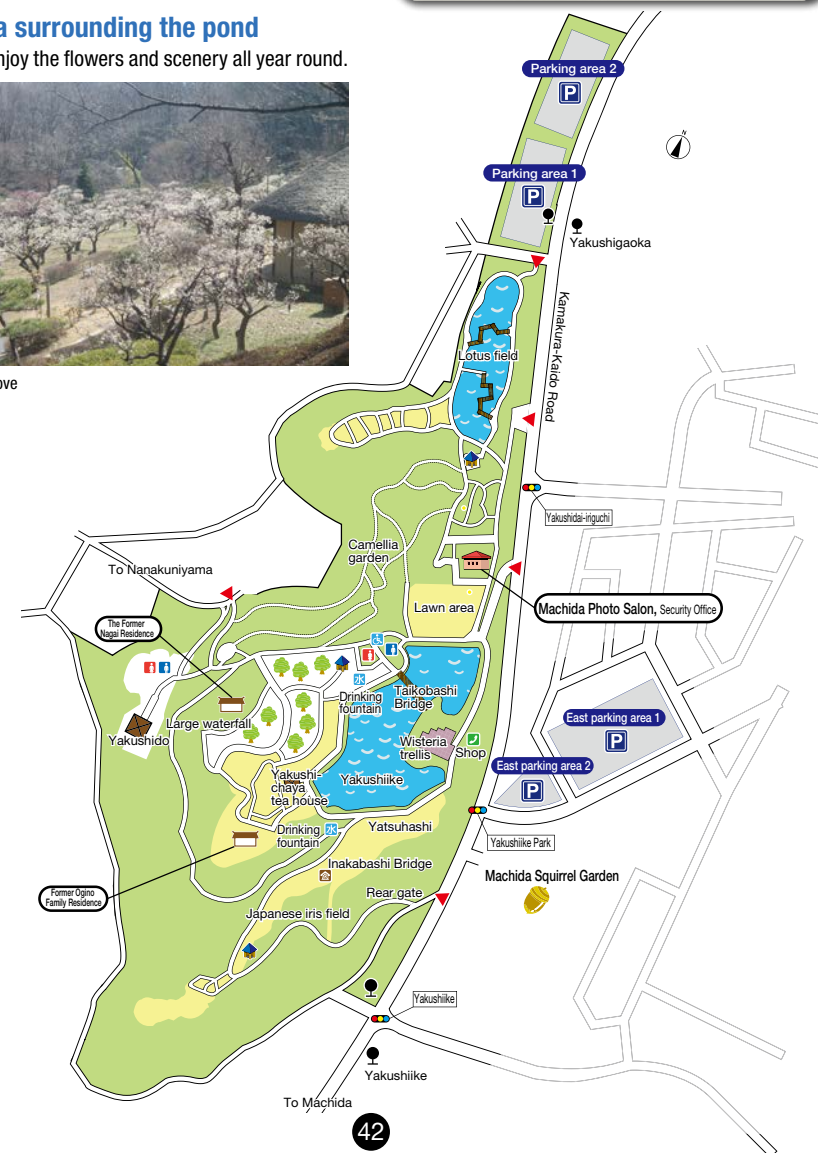 a surrounding the pond
njoy the flowers and scenery all year round.
ove
Parking area 2
P
N
Parking area 1
P
Yakushigaoka
Kamakura-Kaido Road
Lotus field
Yakushidai-iriguchi
Camellia
garden
To Nanakuniyama
Machida Photo Salon, Security Office
Lawn area
The Former
Nagai Residence
水
Drinking
fountain
Taikobashi
Bridge
East parking area 1
P
Large waterfall
Yakushido
Wisteria
trellis
Shop
East parking area 2
P
Yakushi-
chaya
tea house
Yakushiike
Drinking
fountain
水
Yatsuhashi
Yakushiike Park
Inakabashi Bridge
Machida Squirrel Garden
Former Ogino
Family Residence
Rear gate
Japanese iris field
Yakushiike
Yakushiike
To Machida
42